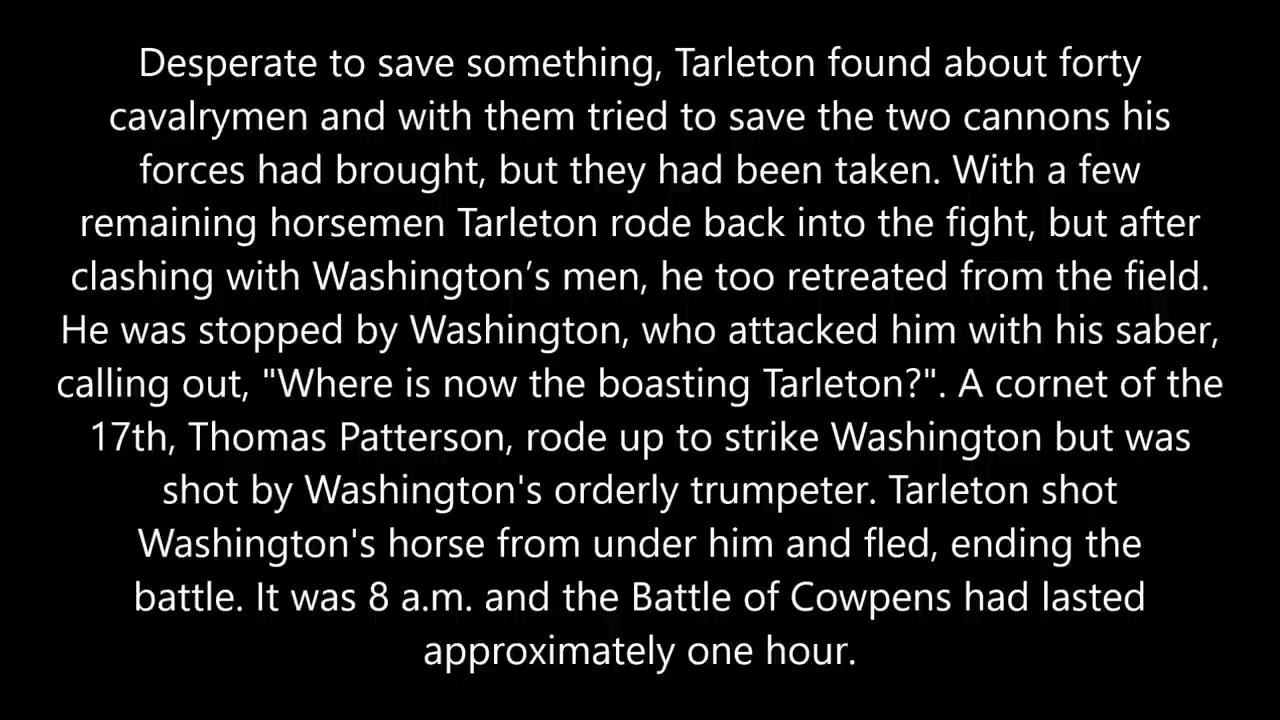 Desperate to save something, Tarleton found about forty
cavalrymen and with them tried to save the two cannons his
forces had brought, but they had been taken. With a few
remaining horsemen Tarleton rode back into the fight, but after
clashing with Washington’s men, he too retreated from the field.
He was stopped by Washington, who attacked him with his saber,
calling out, "Where is now the boasting Tarleton?". A cornet of the
17th, Thomas Patterson, rode up to strike Washington but was
shot by Washington's orderly trumpeter. Tarleton shot
Washington's horse from under him and fled, ending the
battle. It was 8 a.m. and the Battle of Cowpens had lasted
approximately one hour.